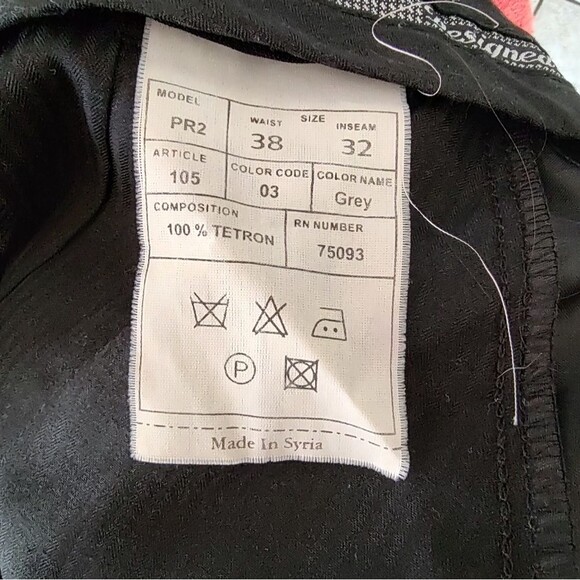 Designed
MODEL
PR2
WAIST SIZE INSEAM
38 32
ARTICLE
105
COLOR CODE
03
COLOR NAME
Grey
COMPOSITION
100 % TETRON
RN NUMBER
75093
P
Made In Syria